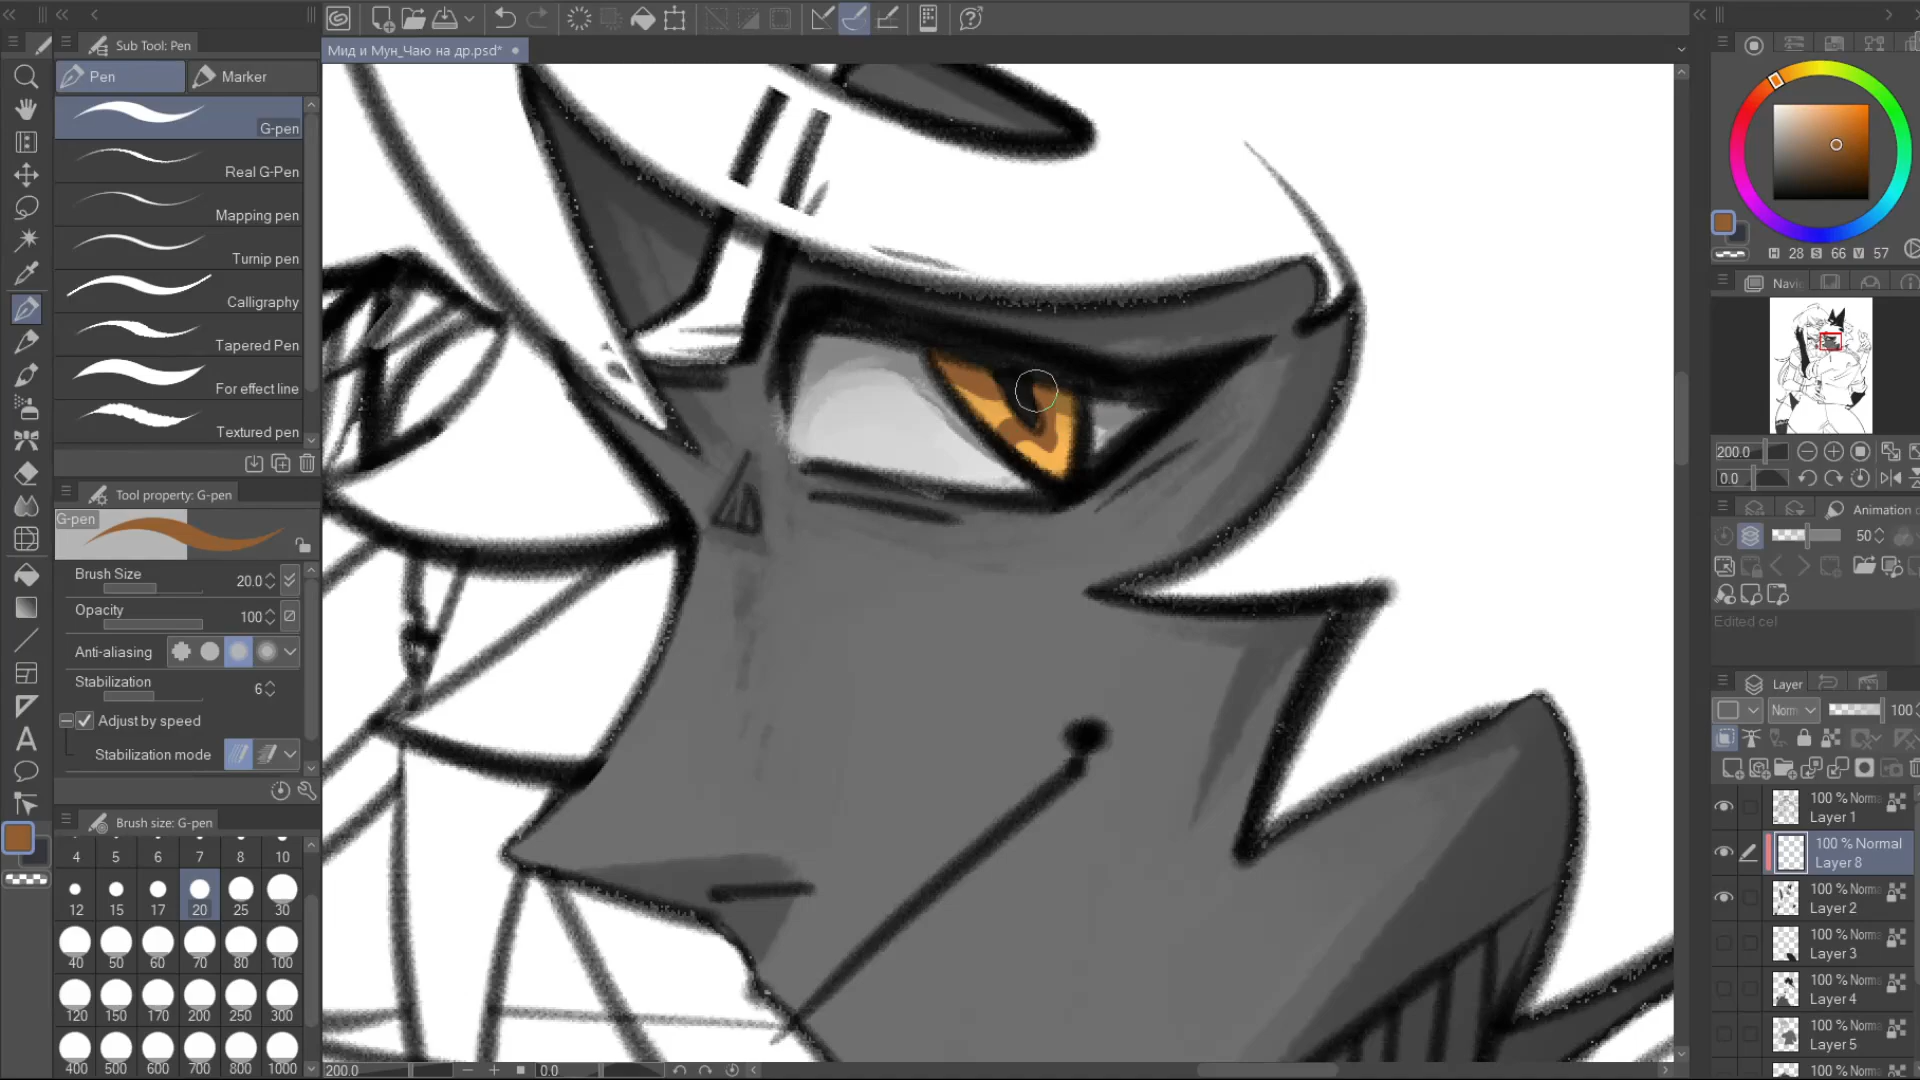 Sub Tool: Pen
Мид и Мун_Чаю на др.psd*
Pen
Marker
G-pen
Real G-Pen
Mapping pen
Turnip pen
Calligraphy
Tapered Pen
For effect line
Textured pen
Tool property: G-pen
G-pen
Brush Size
20.0
Opacity
100
Anti-aliasing
Stabilization
6
Adjust by speed
Stabilization mode
Brush size: G-pen
4 5 6 7 8 10
12 15 17 20 25 30
40 50 60 70 80 100
120 150 170 200 250 300
400 500 600 700 800 1000
200.0
0.0
H 28 S 66 V 57
Navi
200.0
0.0
Animation c
50
Edited cel
Layer
Norm
100
100 % Norma
Layer 1
100 % Normal
Layer 8
100 % Norma
Layer 2
100 % Norma
Layer 3
100 % Norma
Layer 4
100 % Norma
Layer 5
100 % Norma